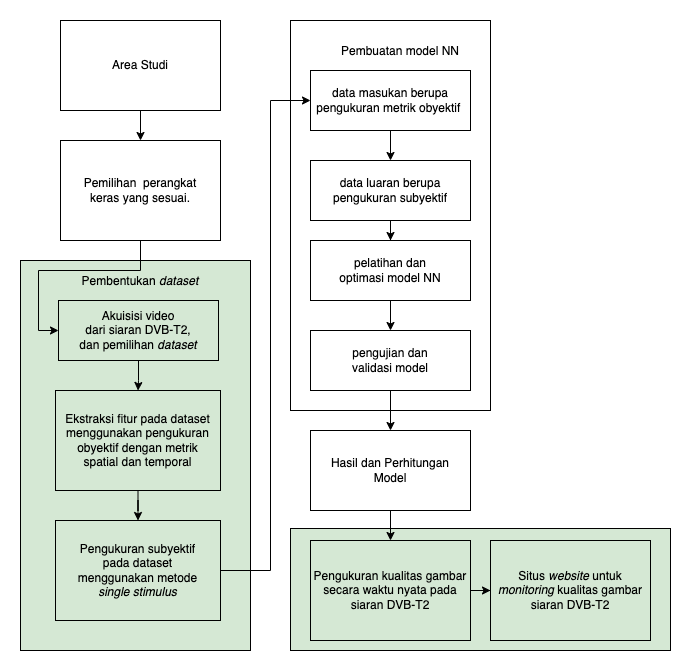 Area Studi
Pemilihan perangkat
keras yang sesuai.
Pembentukan dataset
Akuisisi video
dari siaran DVB-T2,
dan pemilihan dataset
Ekstraksi fitur pada dataset
menggunakan pengukuran
obyektif dengan metrik
spatial dan temporal
Pengukuran subyektif
pada dataset
menggunakan metode
single stimulus
Pembuatan model NN
data masukan berupa
pengukuran metrik obyektif
data luaran berupa
pengukuran subyektif
pelatihan dan
optimasi model NN
pengujian dan
validasi model
Hasil dan Perhitungan
Model
Pengukuran kualitas gambar
secara waktu nyata pada
siaran DVB-T2
Situs website untuk
monitoring kualitas gambar
siaran DVB-T2